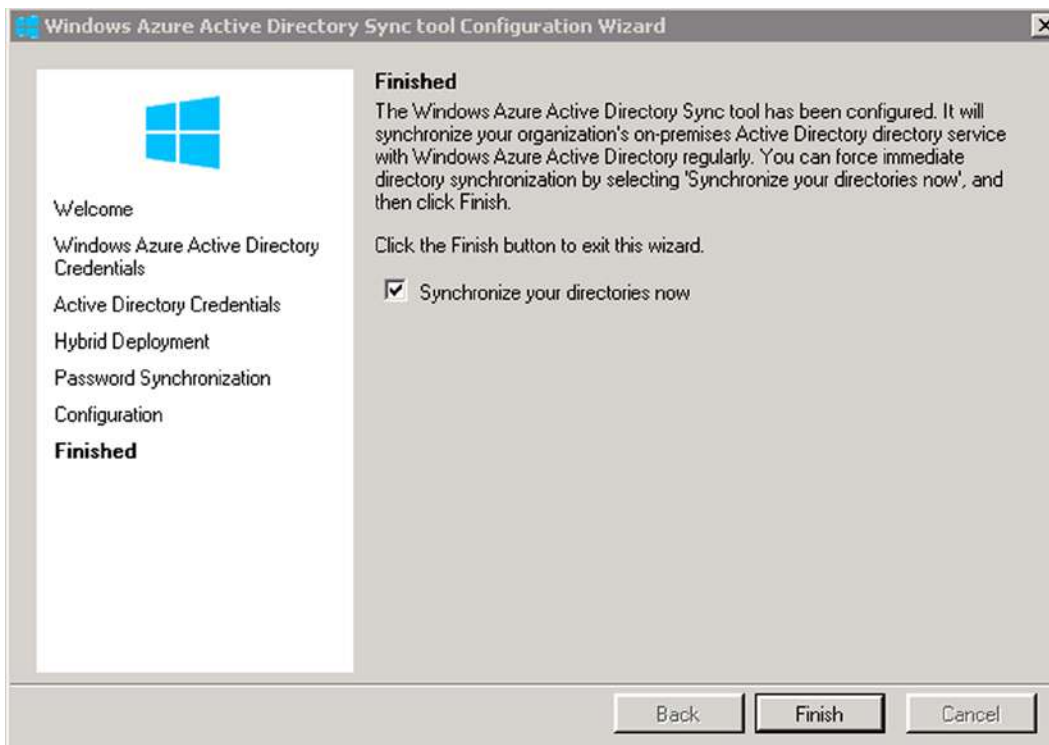 Windows Azure Active Directory Sync tool Configuration Wizard
Welcome
Windows Azure Active Directory
Credentials
Active Directory Credentials
Hybrid Deployment
Password Synchronization
Configuration
Finished
Finished
The Windows Azure Active Directory Sync tool has been configured. It will
synchronize your organization's on-premises Active Directory directory service
with Windows Azure Active Directory regularly. You can force immediate
directory synchronization by selecting 'Synchronize your directories now', and
then click Finish.
Click the Finish button to exit this wizard.
Synchronize your directories now
Back
Finish
Cancel